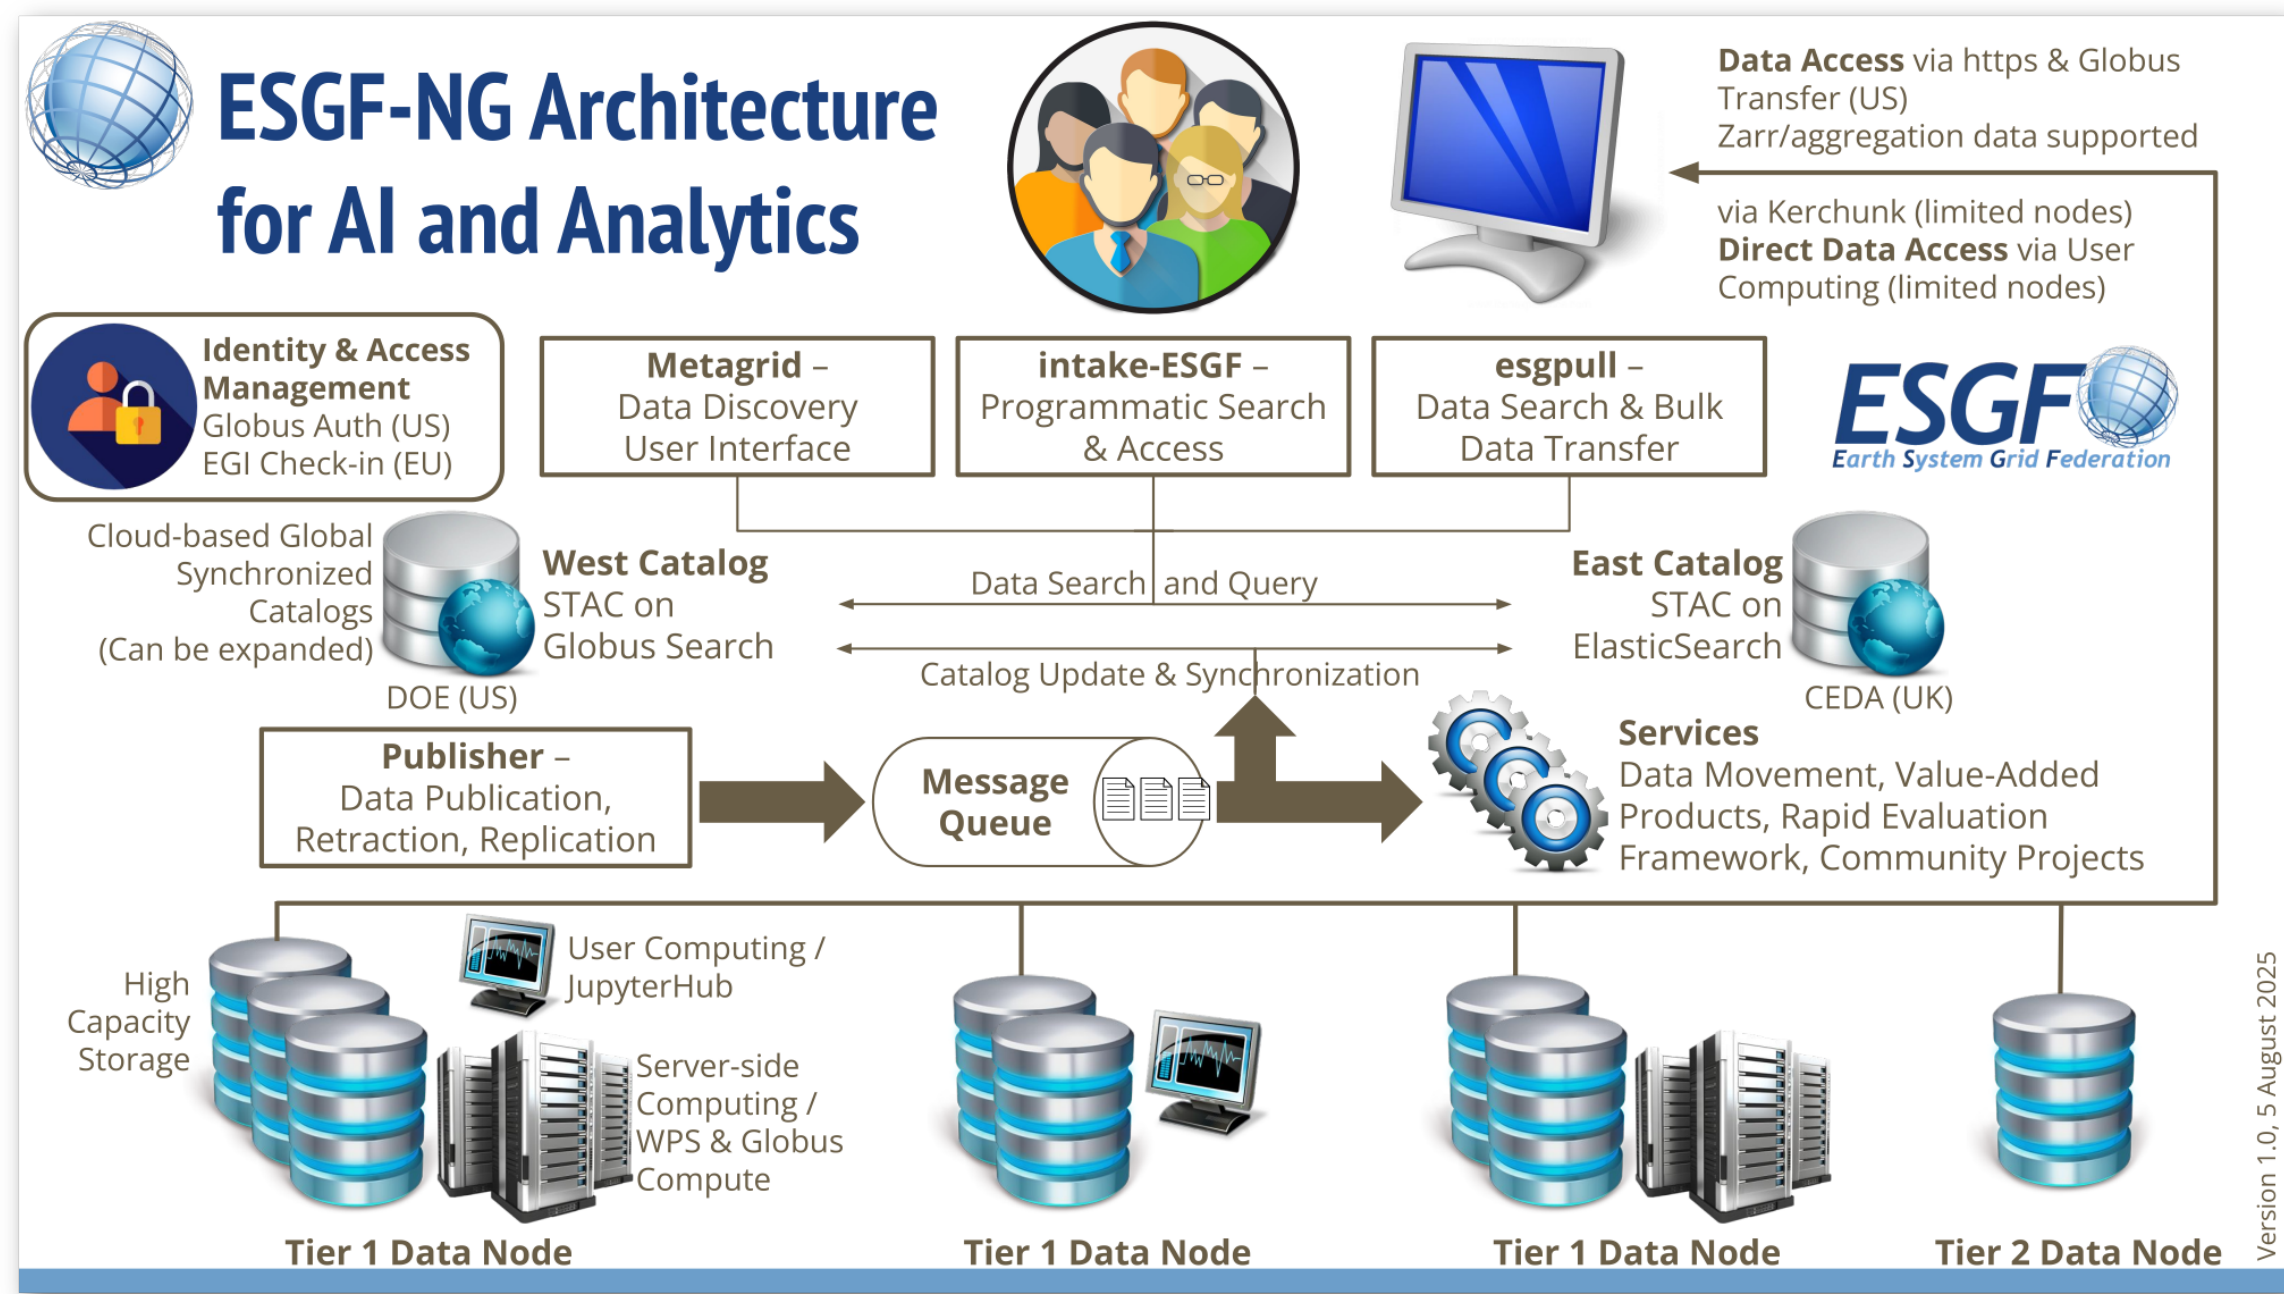 ESGF-NG Architecture
for AI and Analytics
Data Access via https & Globus
Transfer (US)
Zarr/aggregation data supported
via Kerchunk (limited nodes)
Direct Data Access via User
Computing (limited nodes)
Identity & Access
Management
Globus Auth (US)
EGI Check-in (EU)
Metagrid –
Data Discovery
User Interface
intake-ESGF –
Programmatic Search
& Access
esgpull –
Data Search & Bulk
Data Transfer
ESGF
Earth System Grid Federation
Cloud-based Global
Synchronized
Catalogs
(Can be expanded)
DOE (US)
West Catalog
STAC on
Globus Search
Data Search and Query
Catalog Update & Synchronization
East Catalog
STAC on
ElasticSearch
CEDA (UK)
Publisher –
Data Publication,
Retraction, Replication
Message
Queue
Services
Data Movement, Value-Added
Products, Rapid Evaluation
Framework, Community Projects
High
Capacity
Storage
User Computing /
JupyterHub
Server-side
Computing /
WPS & Globus
Compute
Tier 1 Data Node
Tier 1 Data Node
Tier 1 Data Node
Tier 2 Data Node
Version 1.0, 5 August 2025